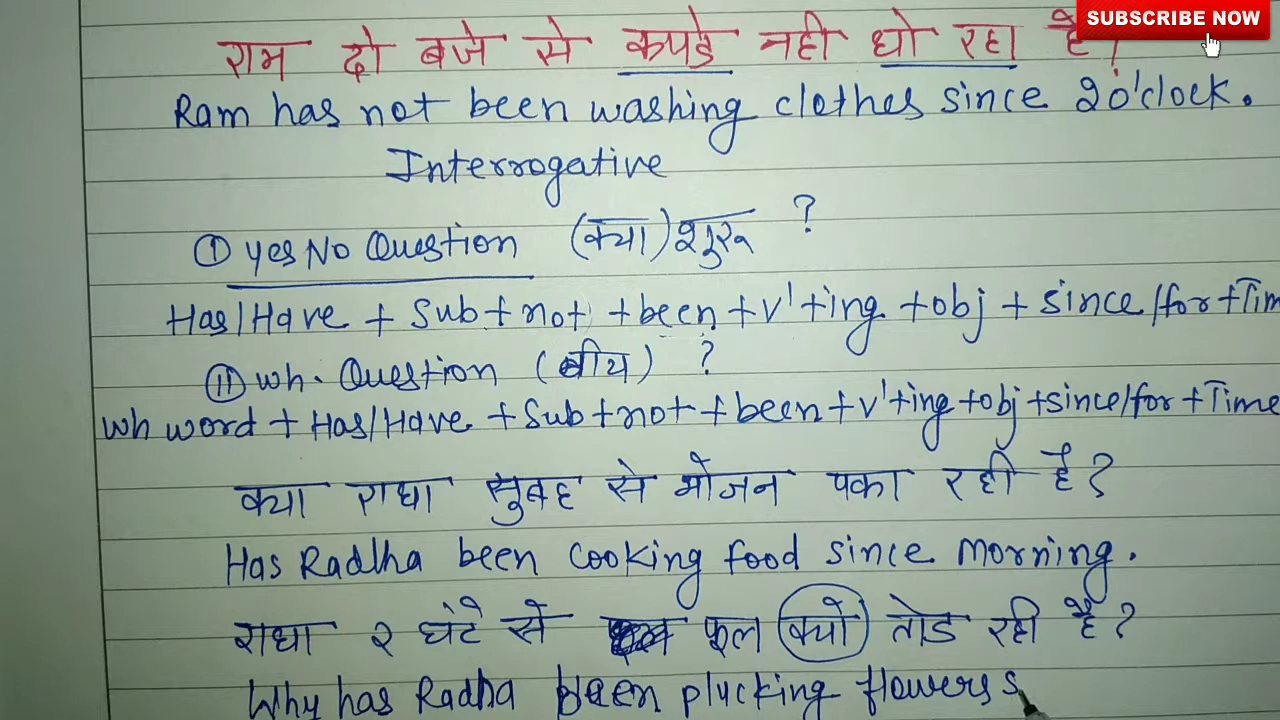 SUBSCRIBE NOW
राम दो बजे से कपड़े नही धो रहा है?
Ram has not been washing clothes since 2 o'clock.
Interrogative
① Yes No Question (क्या) शुरू ?
Has/Have + Sub + not + been + v¹ + ing + obj + since/for + Tim
② Wh. Question (बीच) ?
Wh word + Has/Have + Sub + not + been + v¹ + ing + obj + since/for + Time
क्या राधा सुबह से भोजन पका रही है?
Has Radha been cooking food since morning.
राधा २ घंटे से फूल क्यों तोड रही है?
Why has Radha been plucking flowers s